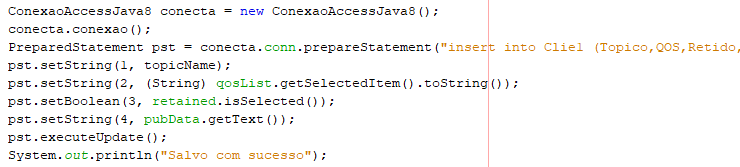 ConexaoAccessJava8 conecta = new ConexaoAccessJava8();
conecta.conexao();
PreparedStatement pst = conecta.conn.prepareStatement("insert into Cliel (Topico,QOS,Retido,
pst.setString(1, topicName);
pst.setString(2, (String) qosList.getSelectedItem().toString());
pst.setBoolean(3, retained.isSelected());
pst.setString(4, pubData.getText());
pst.executeUpdate();
System.out.println("Salvo com sucesso");